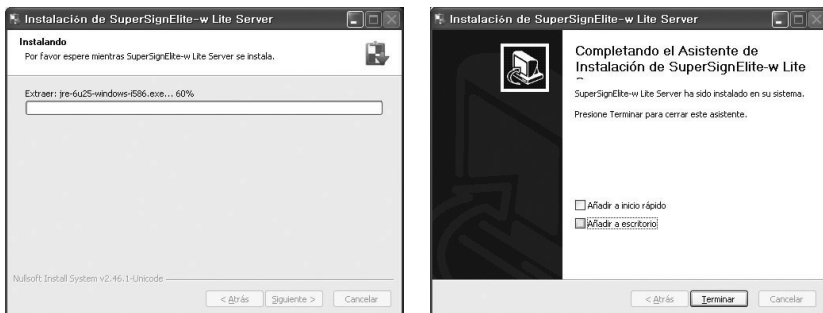 Instalación de SuperSignElite-w Lite Server
Instalando
Por favor espere mientras SuperSignElite-w Lite Server se instala.
Extraer: jre-6u25-windows-i586.exe... 60%
Nullsoft Install System v2.46.1-Unicode
< Atrás
Siguiente >
Cancelar
Instalación de SuperSignElite-w Lite Server
Completando el Asistente de
Instalación de SuperSignElite-w Lite
SuperSignElite-w Lite Server ha sido instalado en su sistema.
Presione Terminar para cerrar este asistente.
Añadir a inicio rápido
Añadir a escritorio
< Atrás
Terminar
Cancelar